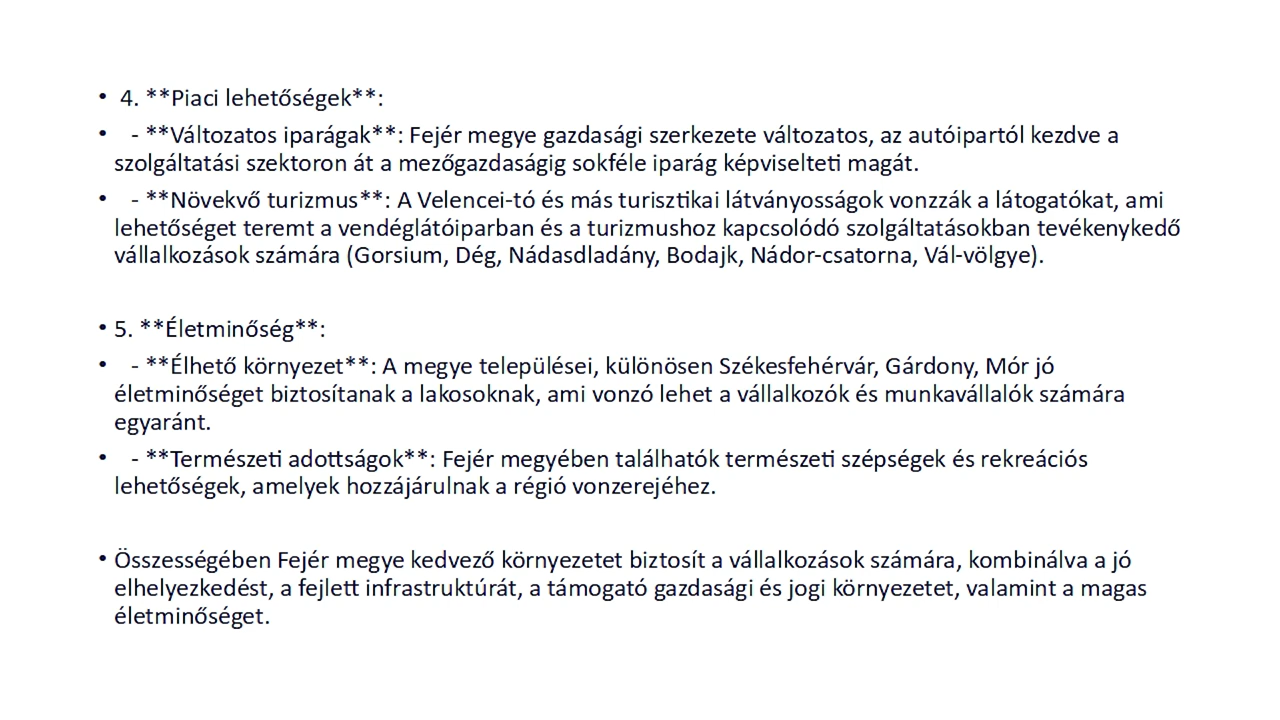 • 4. **Piaci lehetőségek**:
• - **Változatos iparágak**: Fejér megye gazdasági szerkezete változatos, az autóipartól kezdve a
szolgáltatási szektoron át a mezőgazdaságig sokféle iparág képviselteti magát.
• - **Növekvő turizmus**: A Velencei-tó és más turisztikai látványosságok vonzzák a látogatókat, ami
lehetőséget teremt a vendéglátóiparban és a turizmushoz kapcsolódó szolgáltatásokban tevékenykedő
vállalkozások számára (Gorsium, Dég, Nádasdladány, Bodajk, Nádor-csatorna, Vál-völgye).
• 5. **Életminőség**:
• - **Élhető környezet**: A megye települései, különösen Székesfehérvár, Gárdony, Mór jó
életminőséget biztosítanak a lakosoknak, ami vonzó lehet a vállalkozók és munkavállalók számára
egyaránt.
• - **Természeti adottságok**: Fejér megyében találhatók természeti szépségek és rekreációs
lehetőségek, amelyek hozzájárulnak a régió vonzerejéhez.
• Összességében Fejér megye kedvező környezetet biztosít a vállalkozások számára, kombinálva a jó
elhelyezkedést, a fejlett infrastruktúrát, a támogató gazdasági és jogi környezetet, valamint a magas
életminőséget.